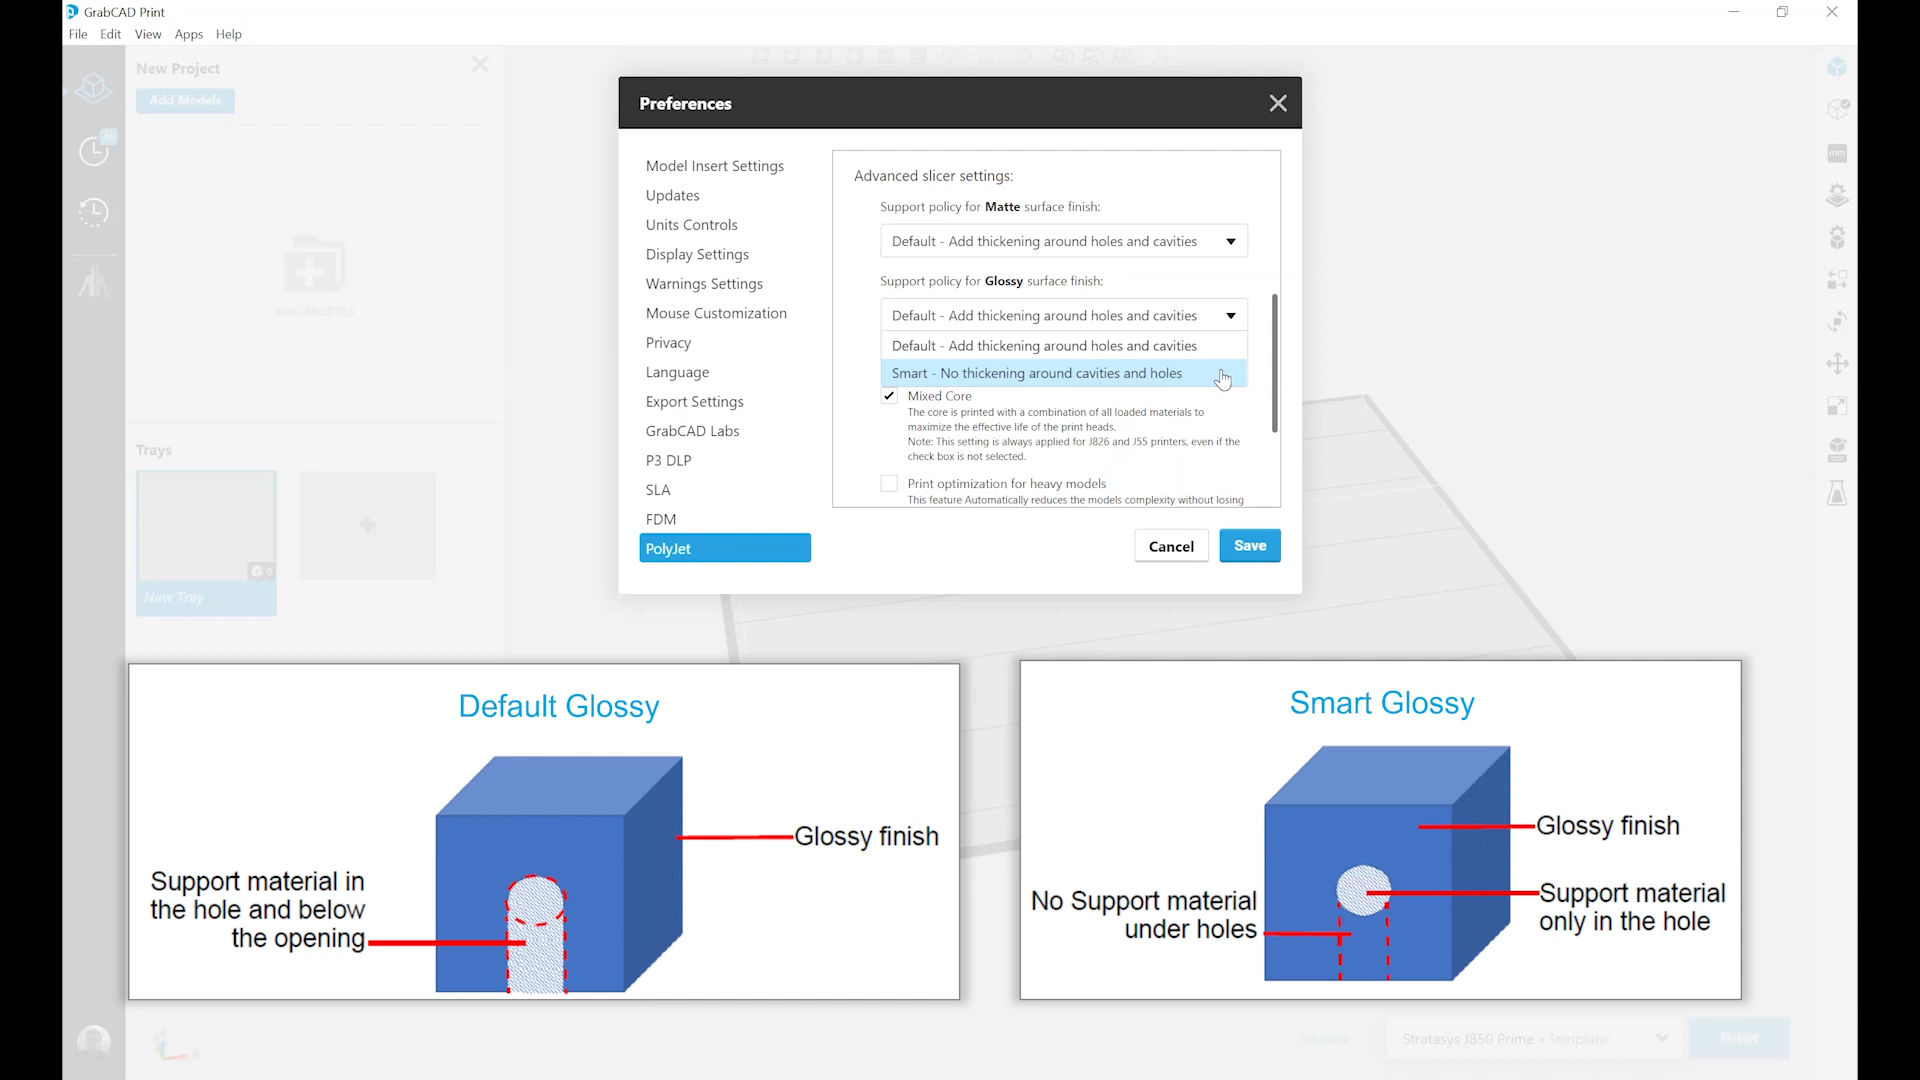 GrabCAD Print
File Edit View Apps Help
New Project
Add Models
ADD MODELS
Trays
New Tray
0
Preferences
Model Insert Settings
Updates
Units Controls
Display Settings
Warnings Settings
Mouse Customization
Privacy
Language
Export Settings
GrabCAD Labs
P3 DLP
SLA
FDM
PolyJet
Advanced slicer settings:
Support policy for Matte surface finish:
Default - Add thickening around holes and cavities
Support policy for Glossy surface finish:
Default - Add thickening around holes and cavities
Default - Add thickening around holes and cavities
Smart - No thickening around cavities and holes
Mixed Core
The core is printed with a combination of all loaded materials to
maximize the effective life of the print heads.
Note: This setting is always applied for J826 and J55 printers, even if the
check box is not selected.
Print optimization for heavy models
This feature Automatically reduces the models complexity without losing
Cancel
Save
mm
Default Glossy
Glossy finish
Support material in
the hole and below
the opening
Smart Glossy
Glossy finish
No Support material
under holes
Support material
only in the hole
Estimate
Stratasys J850 Prime • Template
Print